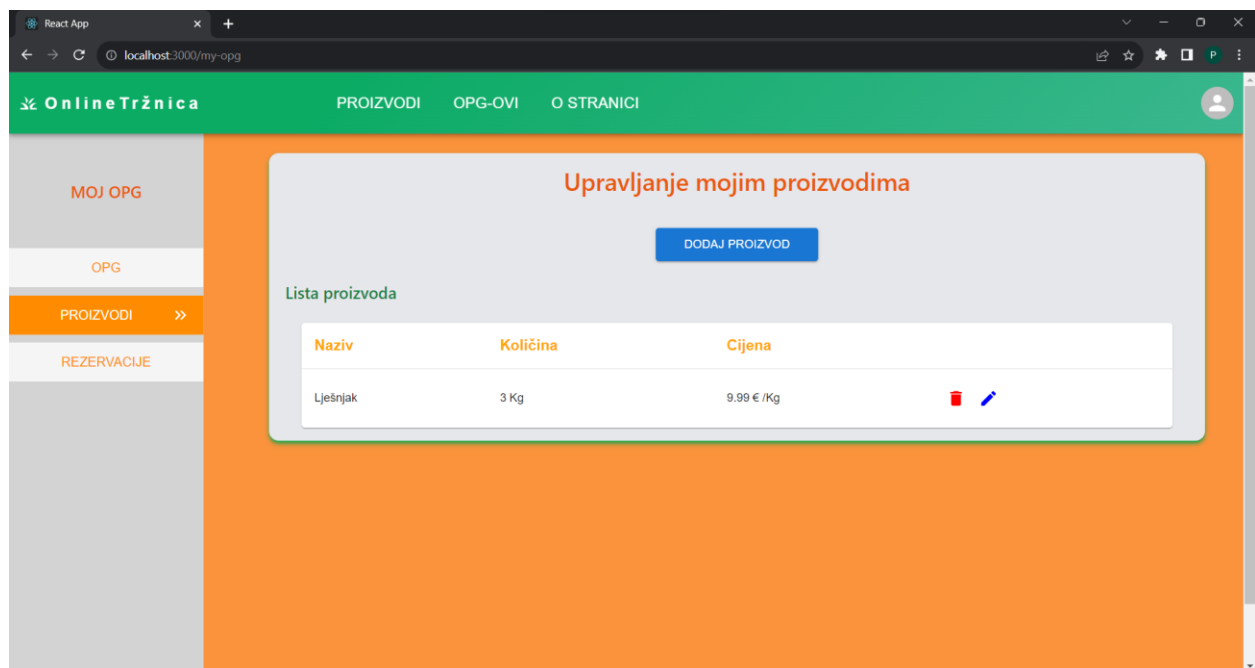 React App
localhost:3000/my-opg
P
OnlineTržnica
PROIZVODI OPG-OVI O STRANICI
MOJ OPG
OPG
PROIZVODI
REZERVACIJE
Upravljanje mojim proizvodima
DODAJ PROIZVOD
Lista proizvoda
Naziv Količina Cijena
Lješnjak 3 Kg 9.99 € /Kg